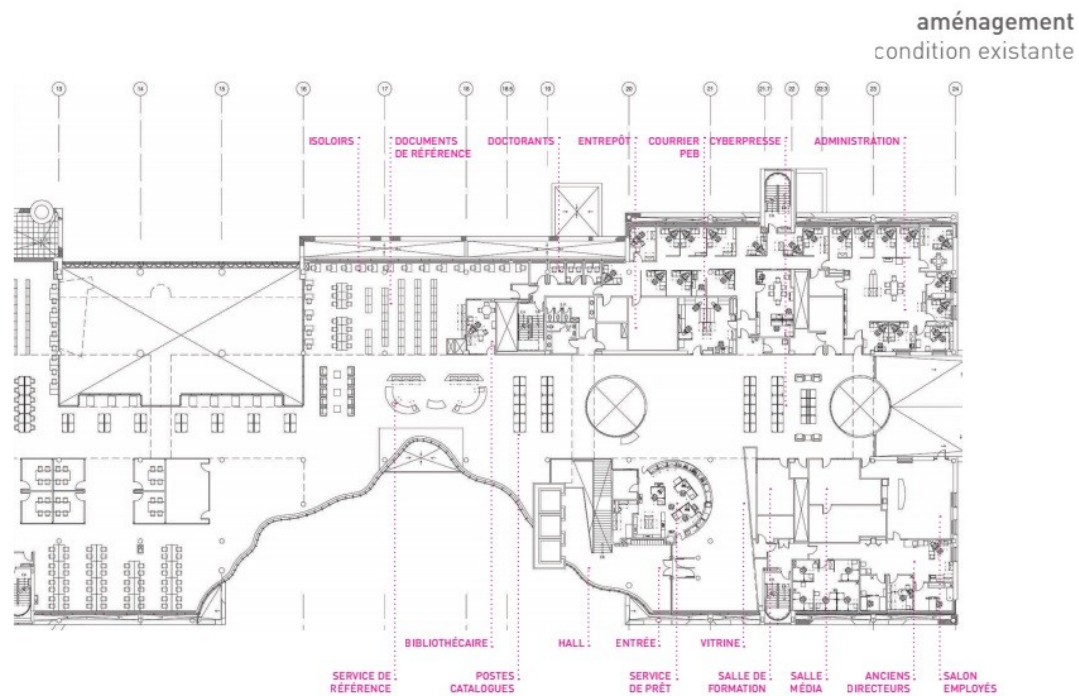 aménagement
condition existante
13 14 15 16 17 18 18.6 19 20 21 21.7 22 22.3 23 24
ISOLOIRS DOCUMENTS DOCTORANTS ENTREPÔT COURRIER CYBERPRESSE ADMINISTRATION
DE RÉFÉRENCE PEB
BIBLIOTHÉCAIRE HALL ENTRÉE VITRINE
SERVICE DE POSTES SERVICE SALLE DE SALLE ANCIENS SALON
RÉFÉRENCE CATALOGUES DE PRÊT FORMATION MÉDIA DIRECTEURS EMPLOYÉS